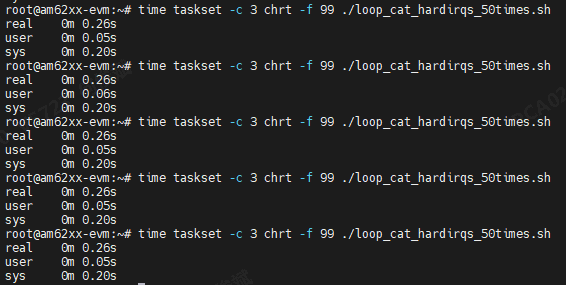 root@am62xx-evm:~# time taskset -c 3 chrt -f 99 ./loop_cat_hardirqs_50times.sh
real    0m 0.26s
user    0m 0.05s
sys     0m 0.20s
root@am62xx-evm:~# time taskset -c 3 chrt -f 99 ./loop_cat_hardirqs_50times.sh
real    0m 0.26s
user    0m 0.06s
sys     0m 0.20s
root@am62xx-evm:~# time taskset -c 3 chrt -f 99 ./loop_cat_hardirqs_50times.sh
real    0m 0.26s
user    0m 0.05s
sys     0m 0.20s
root@am62xx-evm:~# time taskset -c 3 chrt -f 99 ./loop_cat_hardirqs_50times.sh
real    0m 0.26s
user    0m 0.05s
sys     0m 0.20s
root@am62xx-evm:~# time taskset -c 3 chrt -f 99 ./loop_cat_hardirqs_50times.sh
real    0m 0.26s
user    0m 0.05s
sys     0m 0.20s